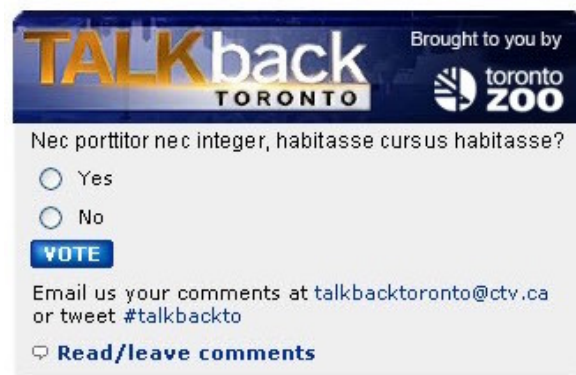 TALKback
TORONTO
Brought to you by
toronto
zoo
Nec porttitor nec integer, habitasse cursus habitasse?
Yes
No
VOTE
Email us your comments at talkbacktoronto@ctv.ca
or tweet #talkbackto
Read/leave comments